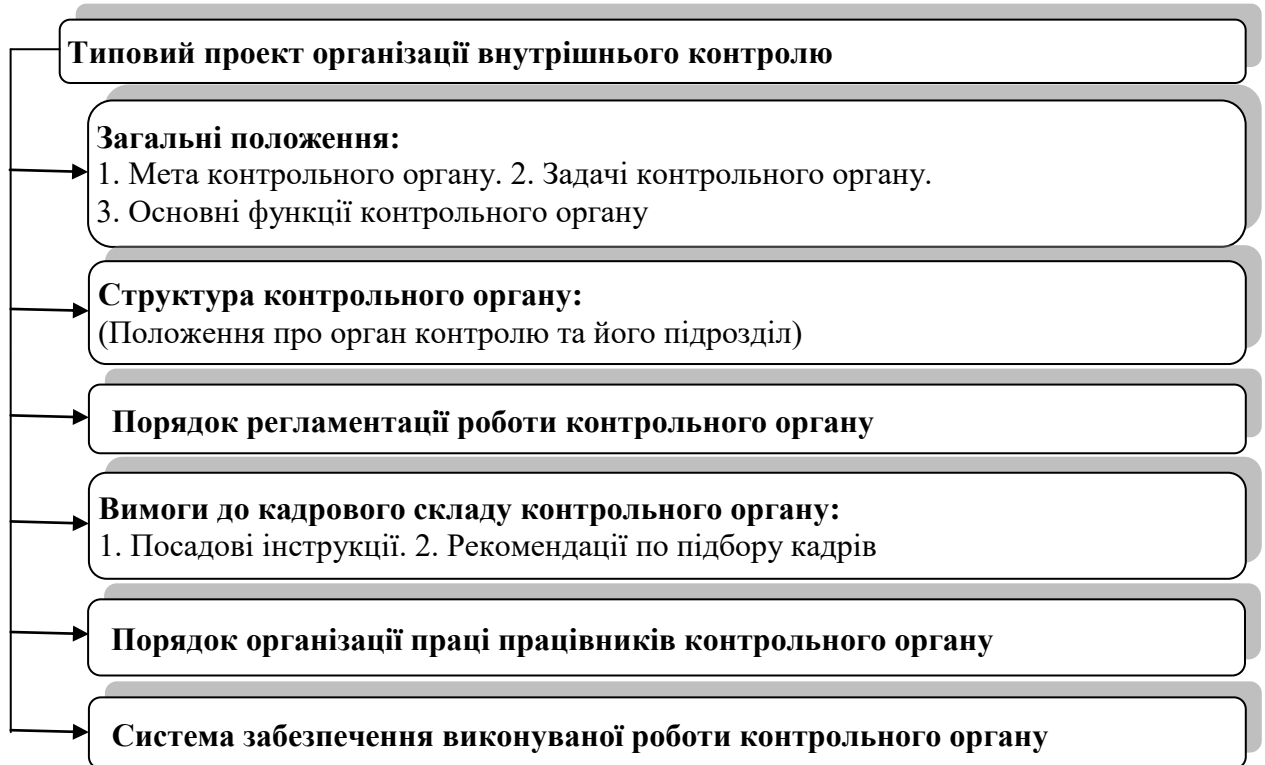 Типовий проект організації внутрішнього контролю
Загальні положення:
1. Мета контрольного органу. 2. Задачі контрольного органу.
3. Основні функції контрольного органу
Структура контрольного органу:
(Положення про орган контролю та його підрозділ)
Порядок регламентації роботи контрольного органу
Вимоги до кадрового складу контрольного органу:
1. Посадові інструкції. 2. Рекомендації по підбору кадрів
Порядок організації праці працівників контрольного органу
Система забезпечення виконуваної роботи контрольного органу